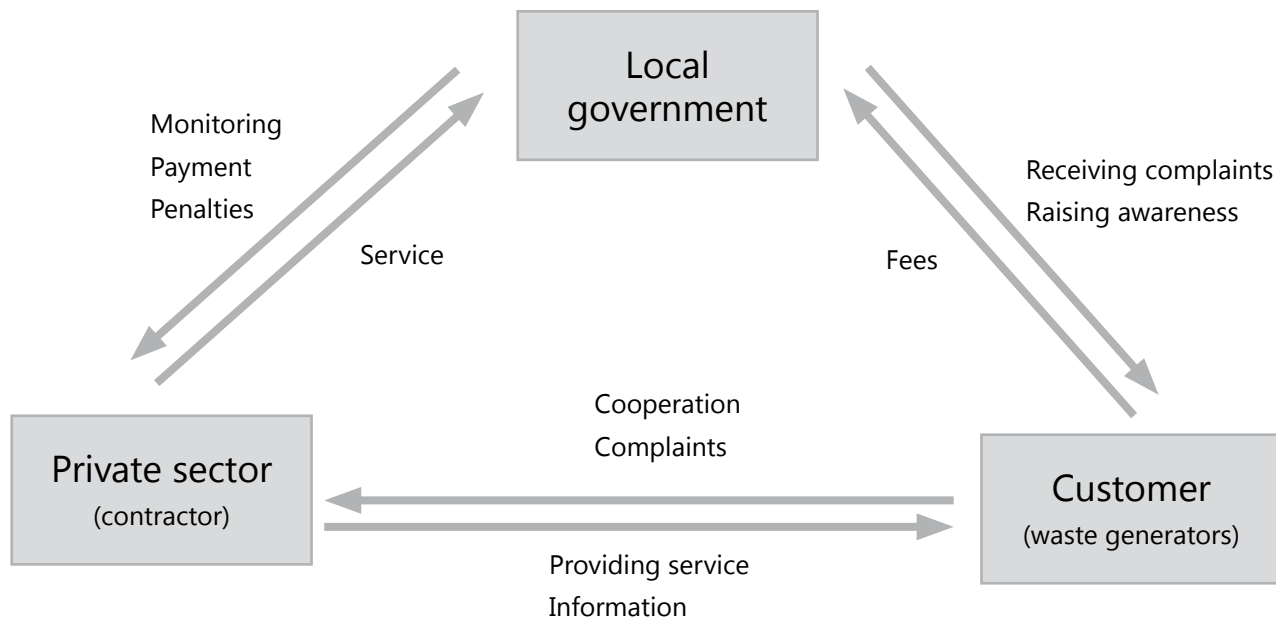 Local
government
Monitoring
Payment
Penalties
Receiving complaints
Raising awareness
Service
Fees
Cooperation
Complaints
Private sector
(contractor)
Customer
(waste generators)
Providing service
Information